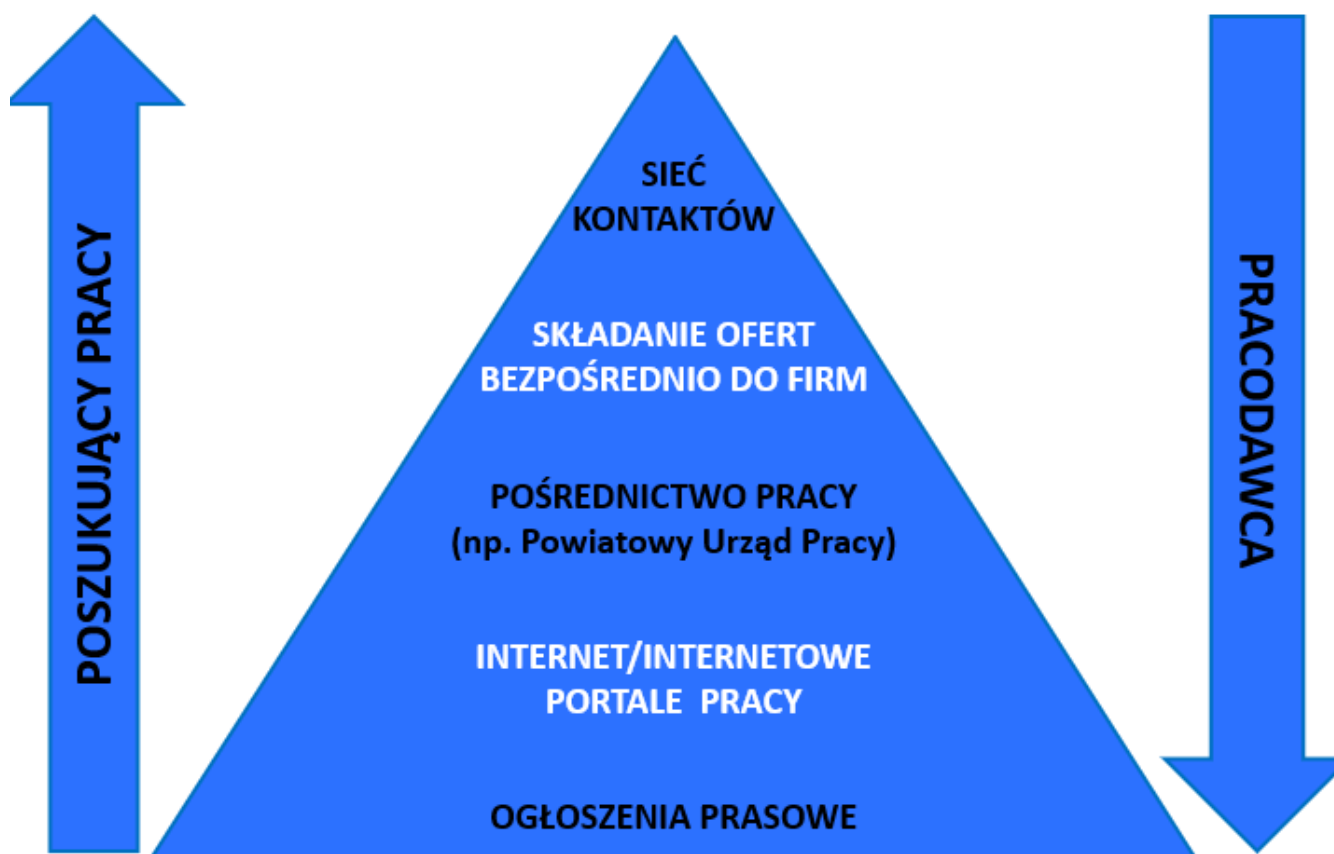 POSZUKUJĄCY PRACY
SIEĆ
KONTAKTÓW
SKŁADANIE OFERT
BEZPOŚREDNIO DO FIRM
POŚREDNICTWO PRACY
(np. Powiatowy Urząd Pracy)
INTERNET/INTERNETOWE
PORTALE PRACY
OGŁOSZENIA PRASOWE
PRACODAWCA